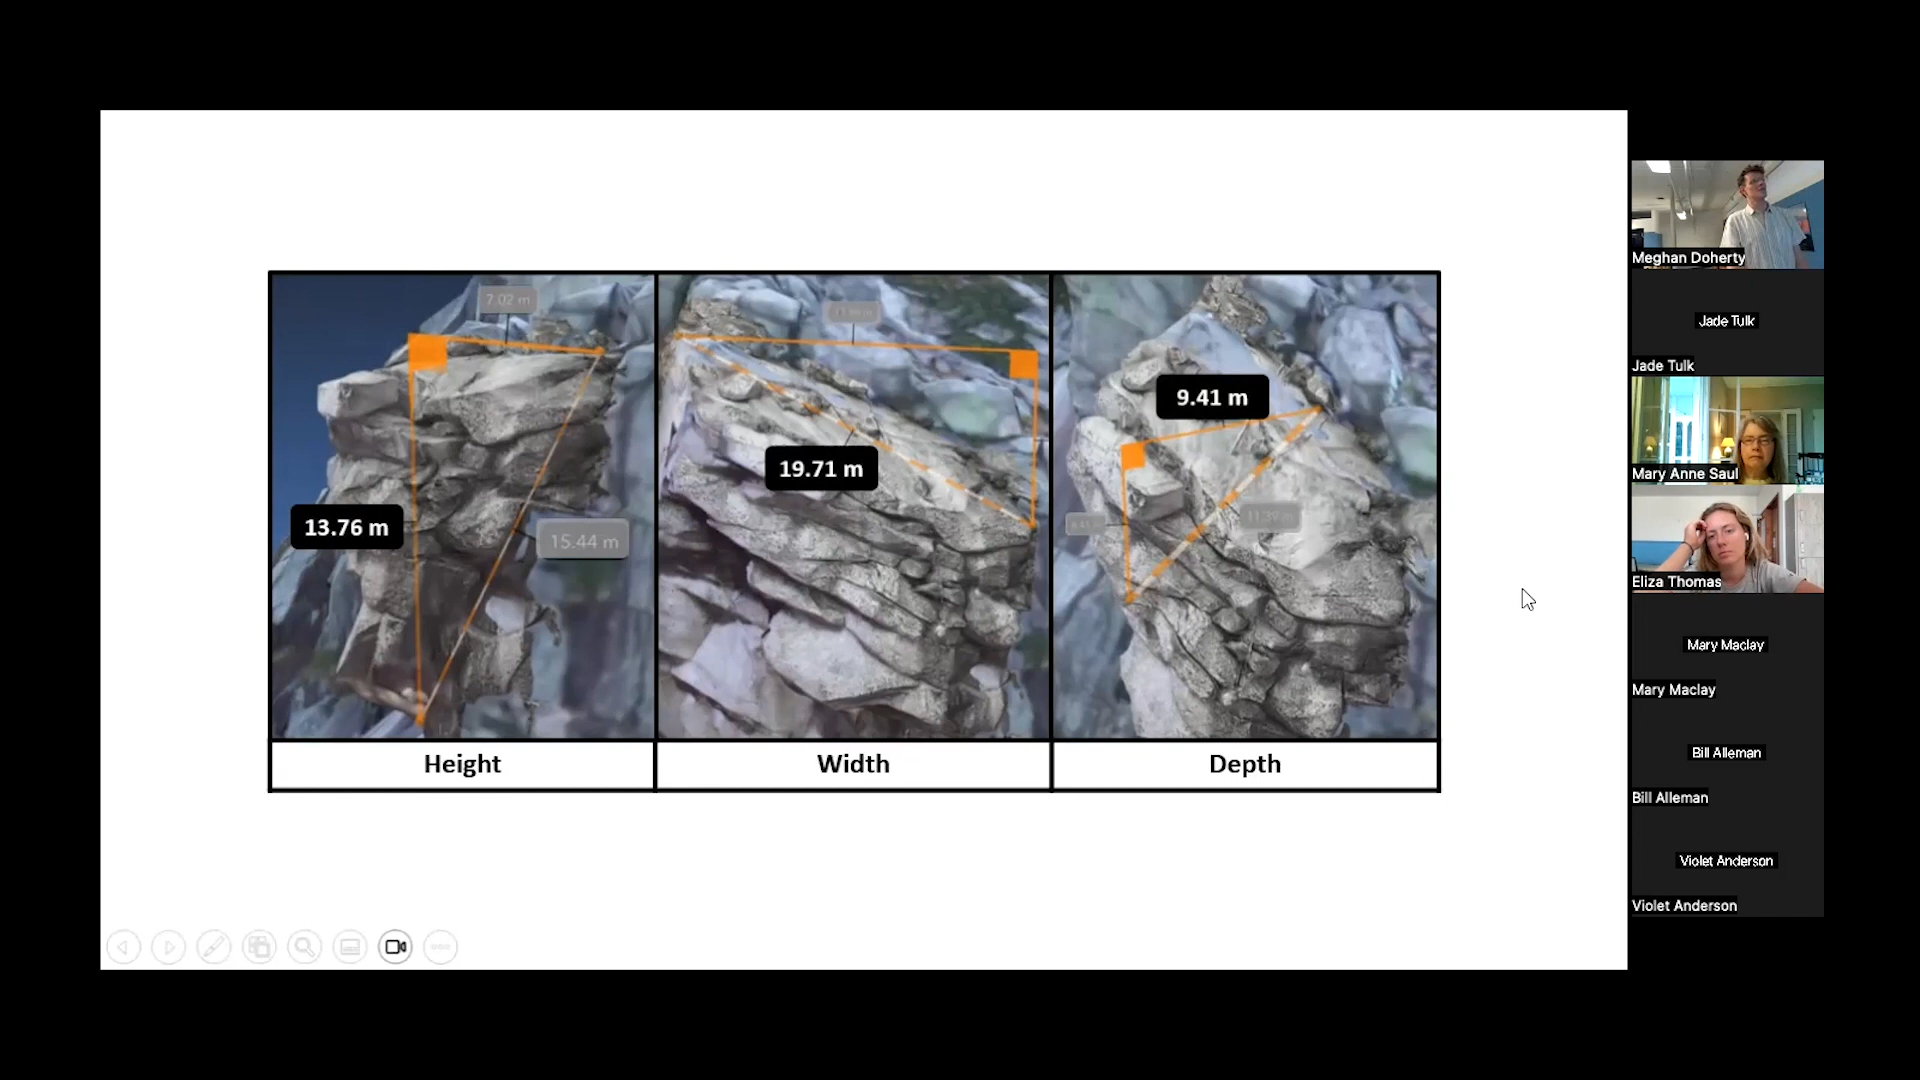 7.02 m
13.76 m
15.44 m
19.71 m
9.41 m
Height
Width
Depth
Meghan Doherty
Jade Tulk
Jade Tulk
Mary Anne Saul
Eliza Thomas
Mary Maclay
Mary Maclay
Bill Alleman
Bill Alleman
Violet Anderson
Violet Anderson